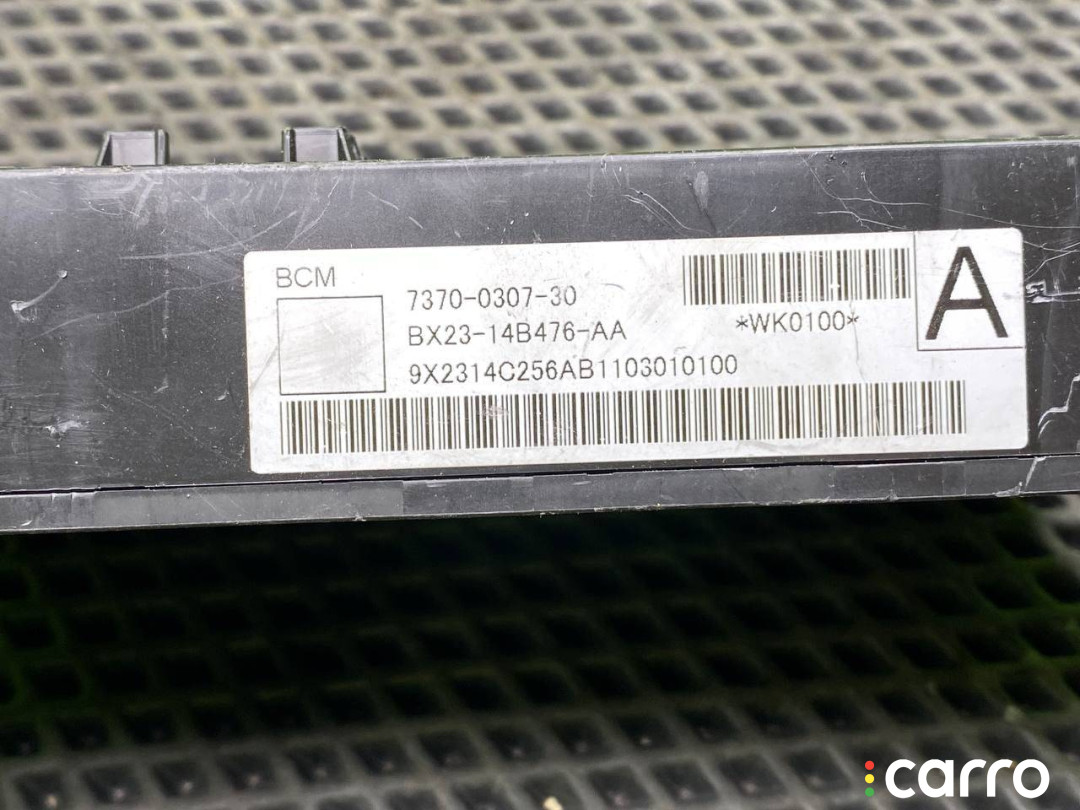 BCM
7370-0307-30
BX23-14B476-AA
*WK0100*
A
9X2314C256AB1103010100
carro